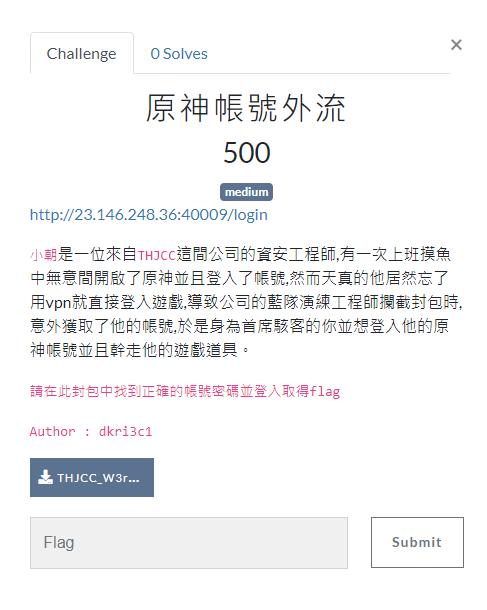 Challenge
0 Solves
×
原神帳號外流
500
medium
http://23.146.248.36:40009/login
小朝是一位來自THJCC這間公司的資安工程師,有一次上班摸魚
中無意間開啟了原神並且登入了帳號,然而天真的他居然忘了
用vpn就直接登入遊戲,導致公司的藍隊演練工程師攔截封包時,
意外獲取了他的帳號,於是身為首席駭客的你並想登入他的原
神帳號並且幹走他的遊戲道具。
請在此封包中找到正確的帳號密碼並登入取得flag
Author : dkri3c1
THJCC_W3r...
Flag
Submit